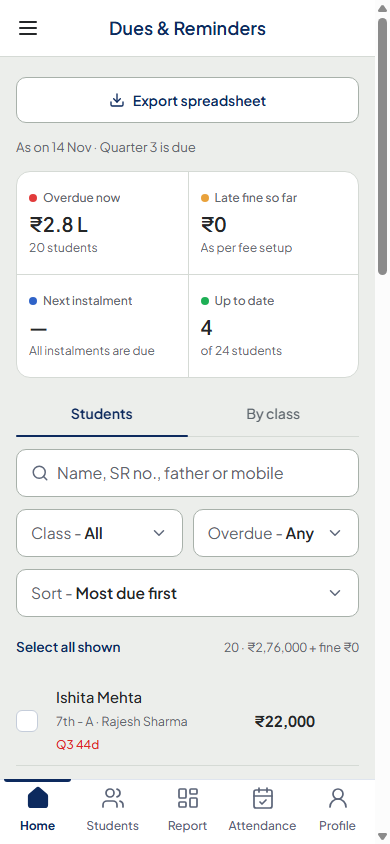 Dues & Reminders
Export spreadsheet
As on 14 Nov · Quarter 3 is due
Overdue now
₹2.8 L
20 students
Late fine so far
₹0
As per fee setup
Next instalment
—
All instalments are due
Up to date
4
of 24 students
Students
By class
Name, SR no., father or mobile
Class - All
Overdue - Any
Sort - Most due first
Select all shown
20 · ₹2,76,000 + fine ₹0
Ishita Mehta
7th - A · Rajesh Sharma
₹22,000
Q3 44d
Home
Students
Report
Attendance
Profile